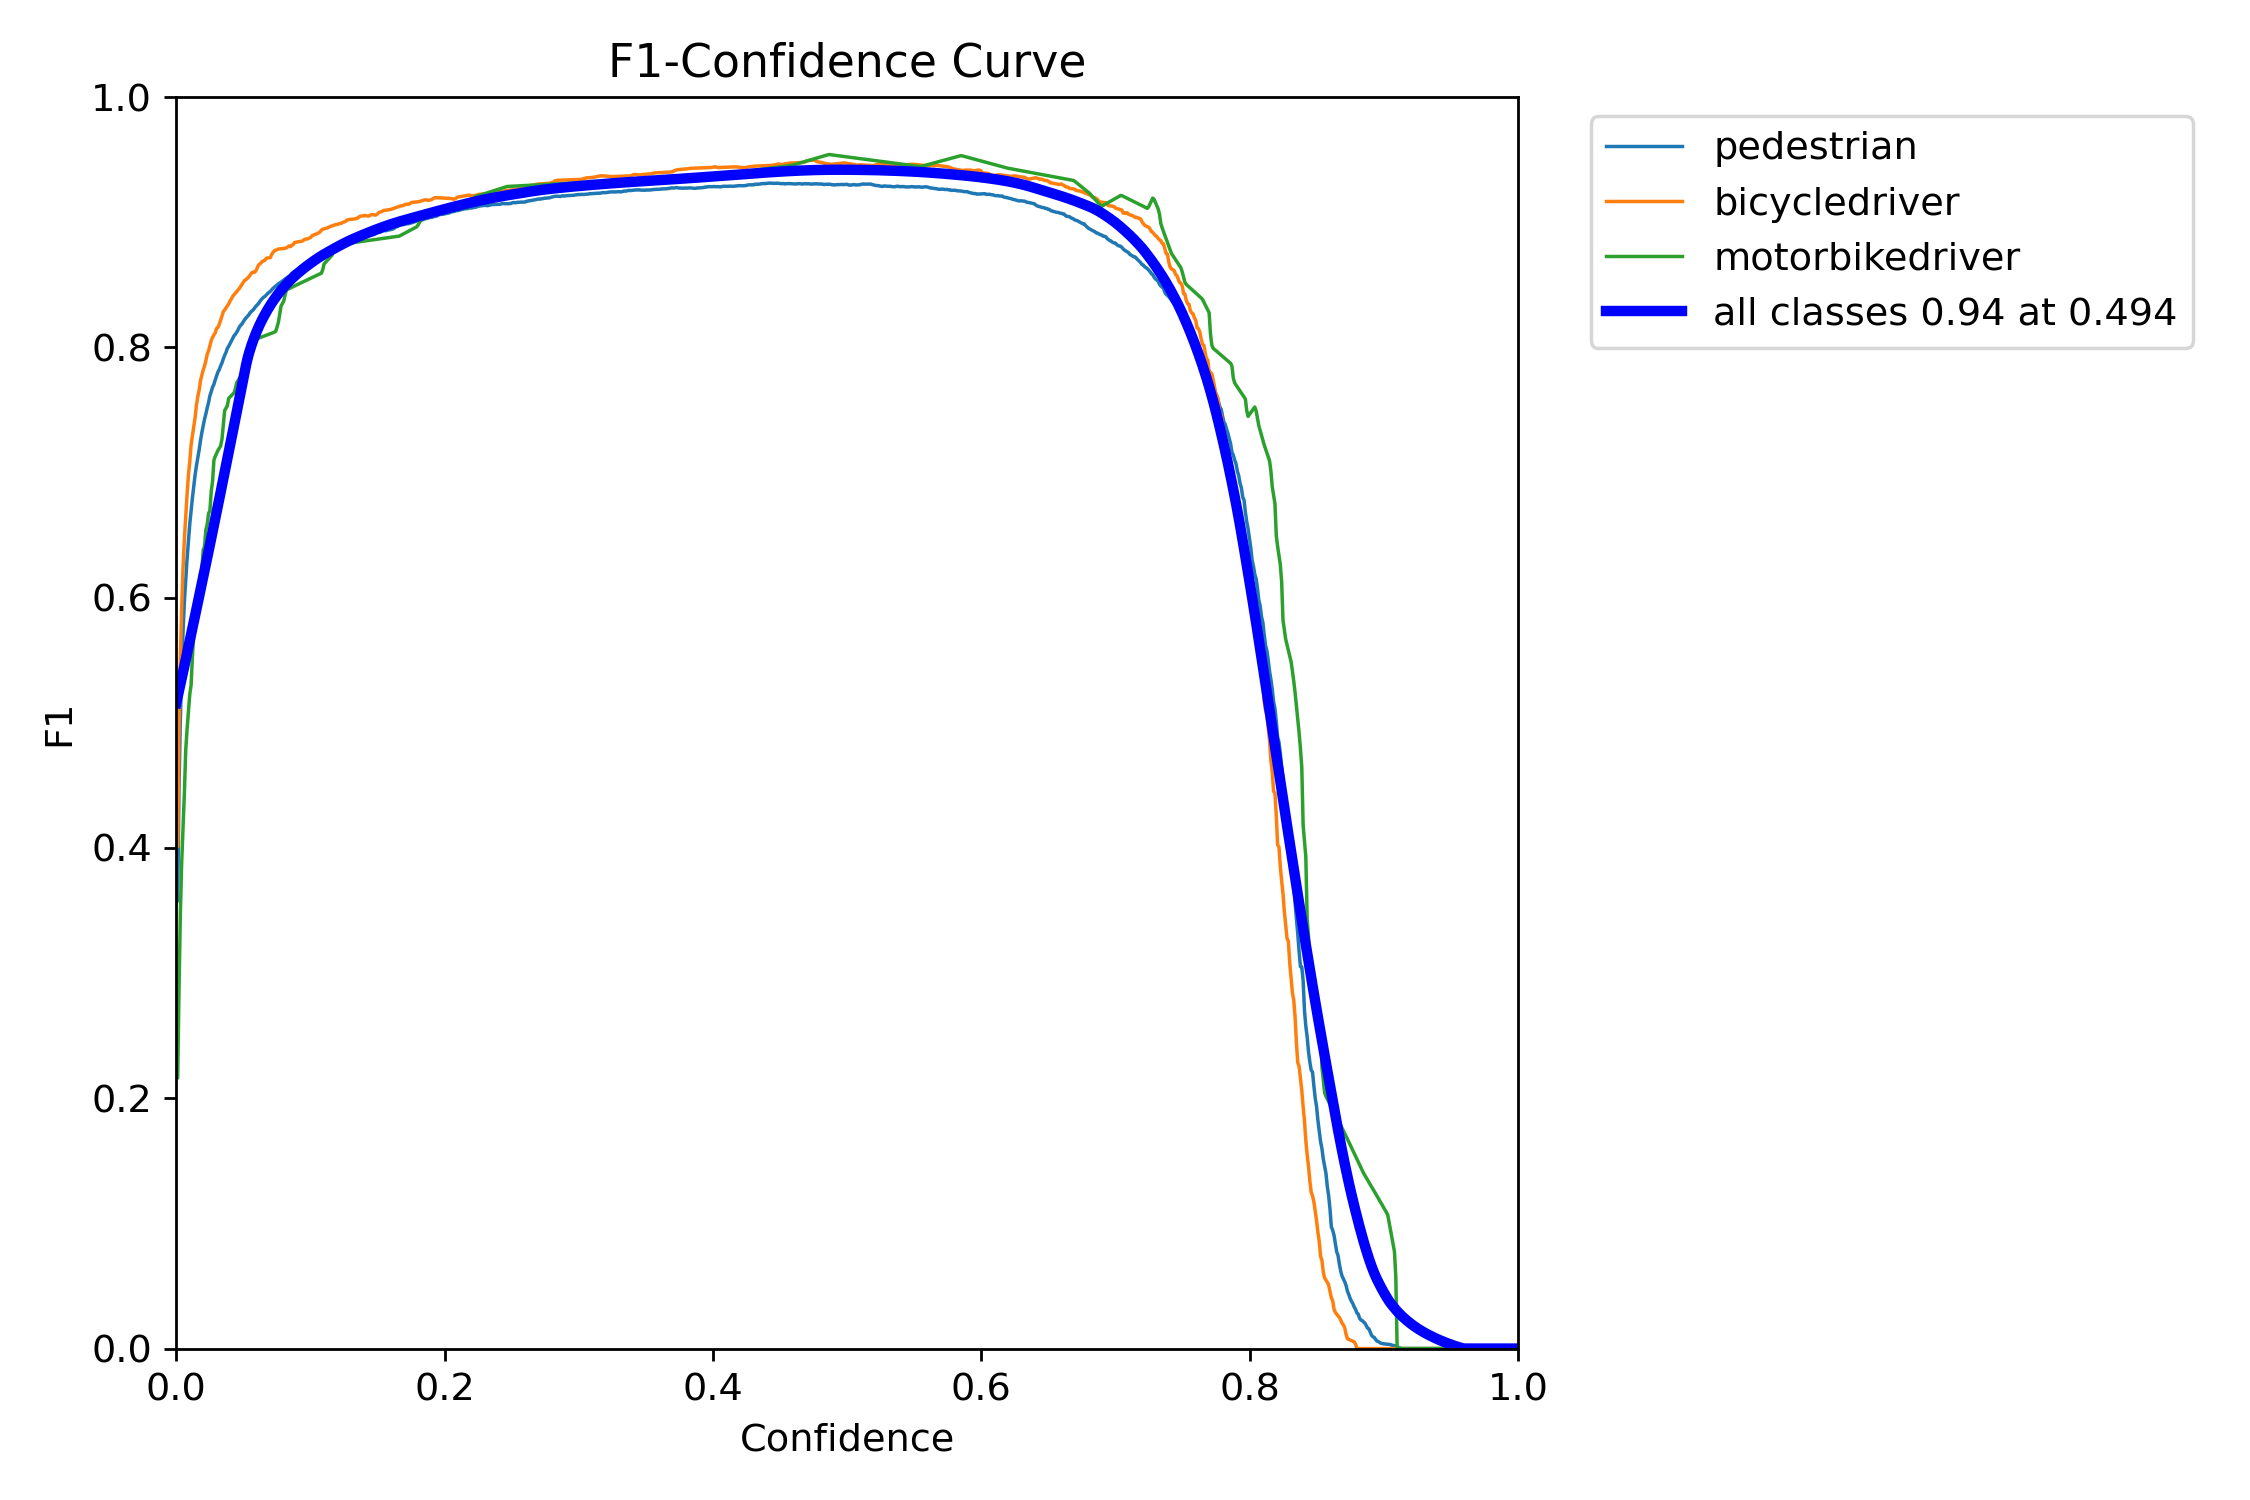 F1-Confidence Curve
1.0
0.8
0.6
0.4
0.2
0.0
F1
0.0 0.2 0.4 0.6 0.8 1.0
Confidence
pedestrian
bicycledriver
motorbikedriver
all classes 0.94 at 0.494